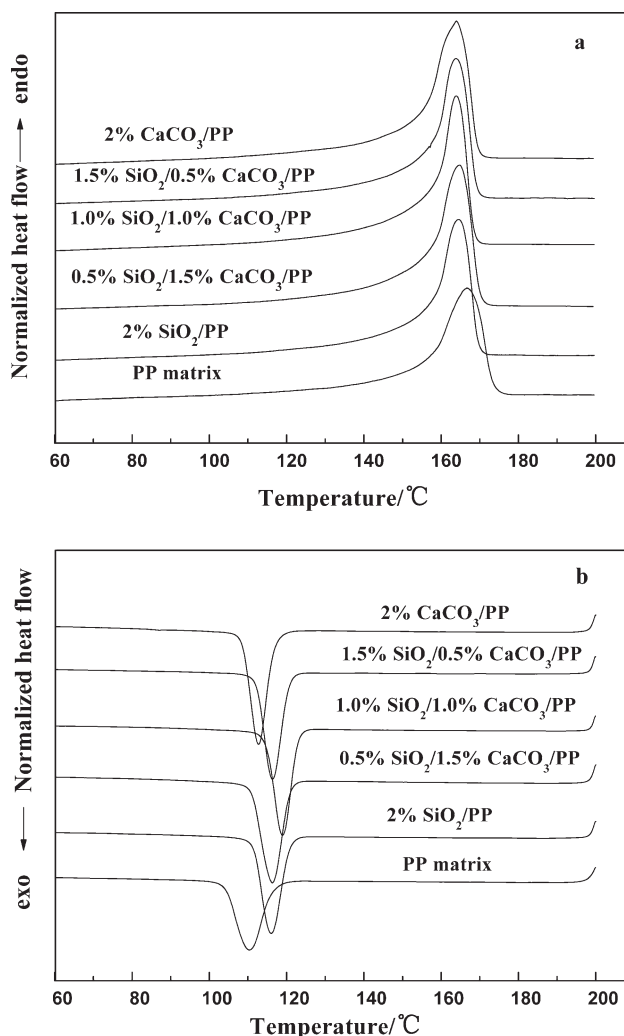 a
Normalized heat flow → endo
2% CaCO₃/PP
1.5% SiO₂/0.5% CaCO₃/PP
1.0% SiO₂/1.0% CaCO₃/PP
0.5% SiO₂/1.5% CaCO₃/PP
2% SiO₂/PP
PP matrix
60 80 100 120 140 160 180 200
Temperature/℃
b
exo ← Normalized heat flow
2% CaCO₃/PP
1.5% SiO₂/0.5% CaCO₃/PP
1.0% SiO₂/1.0% CaCO₃/PP
0.5% SiO₂/1.5% CaCO₃/PP
2% SiO₂/PP
PP matrix
60 80 100 120 140 160 180 200
Temperature/℃